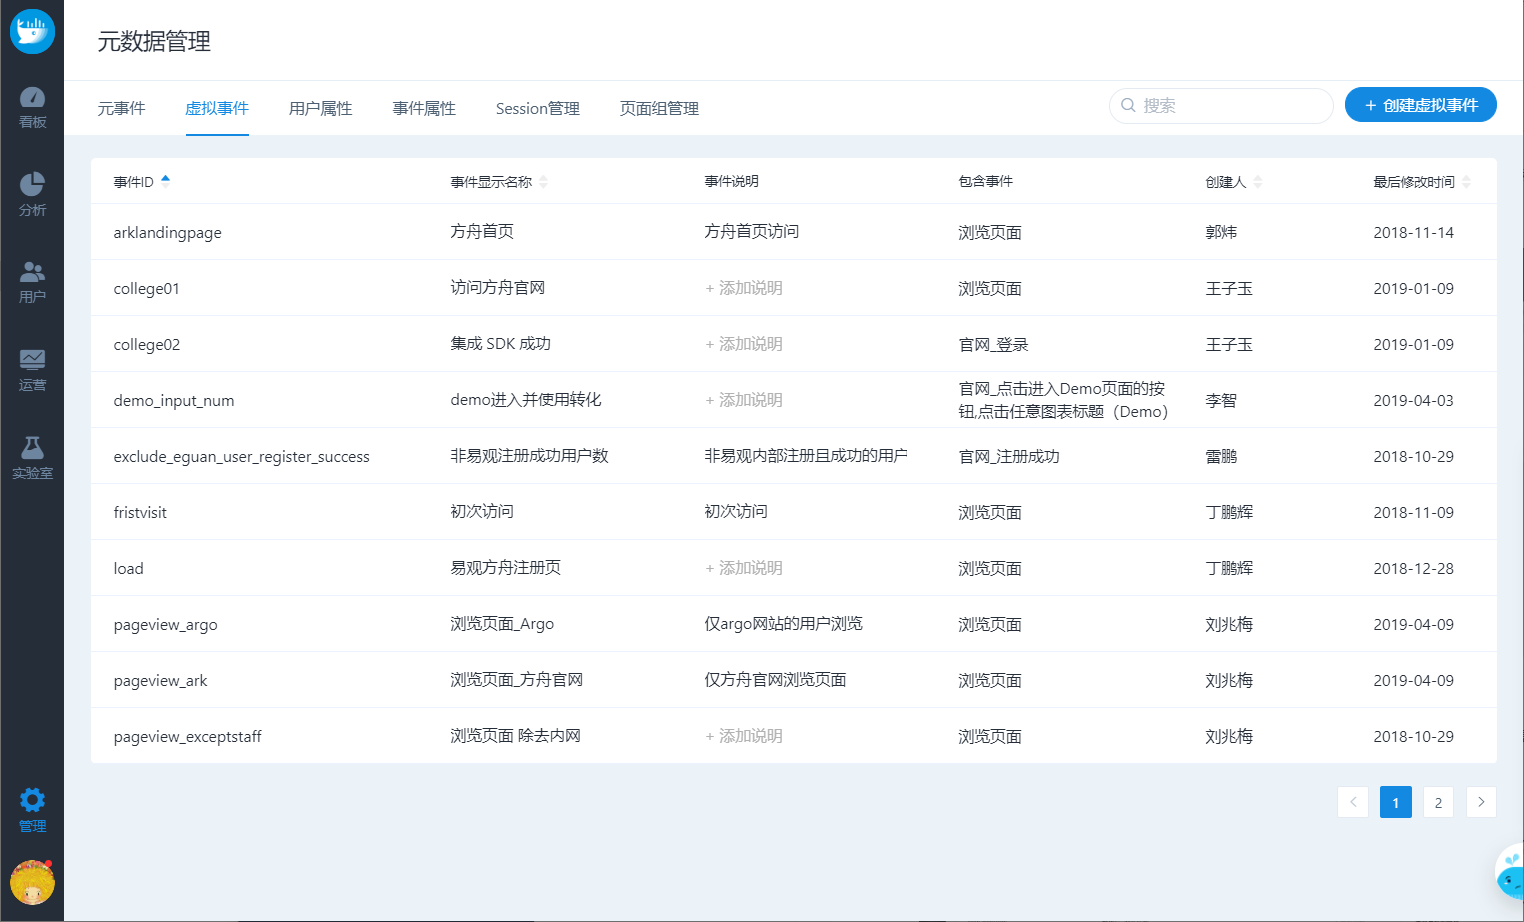 元数据管理
元事件 虚拟事件 用户属性 事件属性 Session管理 页面组管理 搜索 + 创建虚拟事件
看板
分析
用户
运营
实验室
管理
事件ID 事件显示名称 事件说明 包含事件 创建人 最后修改时间
arklandingpage 方舟首页 方舟首页访问 浏览页面 郭炜 2018-11-14
college01 访问方舟官网 + 添加说明 浏览页面 王子玉 2019-01-09
college02 集成 SDK 成功 + 添加说明 官网_登录 王子玉 2019-01-09
demo_input_num demo进入并使用转化 + 添加说明 官网_点击进入Demo页面的按
钮,点击任意图表标题（Demo） 李智 2019-04-03
exclude_eguan_user_register_success 非易观注册成功用户数 非易观内部注册且成功的用户 官网_注册成功 雷鹏 2018-10-29
fristvisit 初次访问 初次访问 浏览页面 丁鹏辉 2018-11-09
load 易观方舟注册页 + 添加说明 浏览页面 丁鹏辉 2018-12-28
pageview_argo 浏览页面_Argo 仅argo网站的用户浏览 浏览页面 刘兆梅 2019-04-09
pageview_ark 浏览页面_方舟官网 仅方舟官网浏览页面 浏览页面 刘兆梅 2019-04-09
pageview_exceptstaff 浏览页面 除去内网 + 添加说明 浏览页面 刘兆梅 2018-10-29
1 2